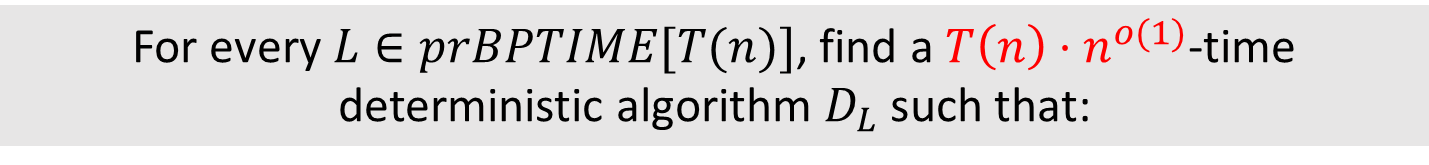 For every 𝐿 ∈ 𝑝𝑟𝐵𝑃𝑇𝐼𝑀𝐸[𝑇(𝑛)], find a 𝑇(𝑛) · 𝑛^{𝑜(1)}-time
deterministic algorithm 𝐷_𝐿 such that: